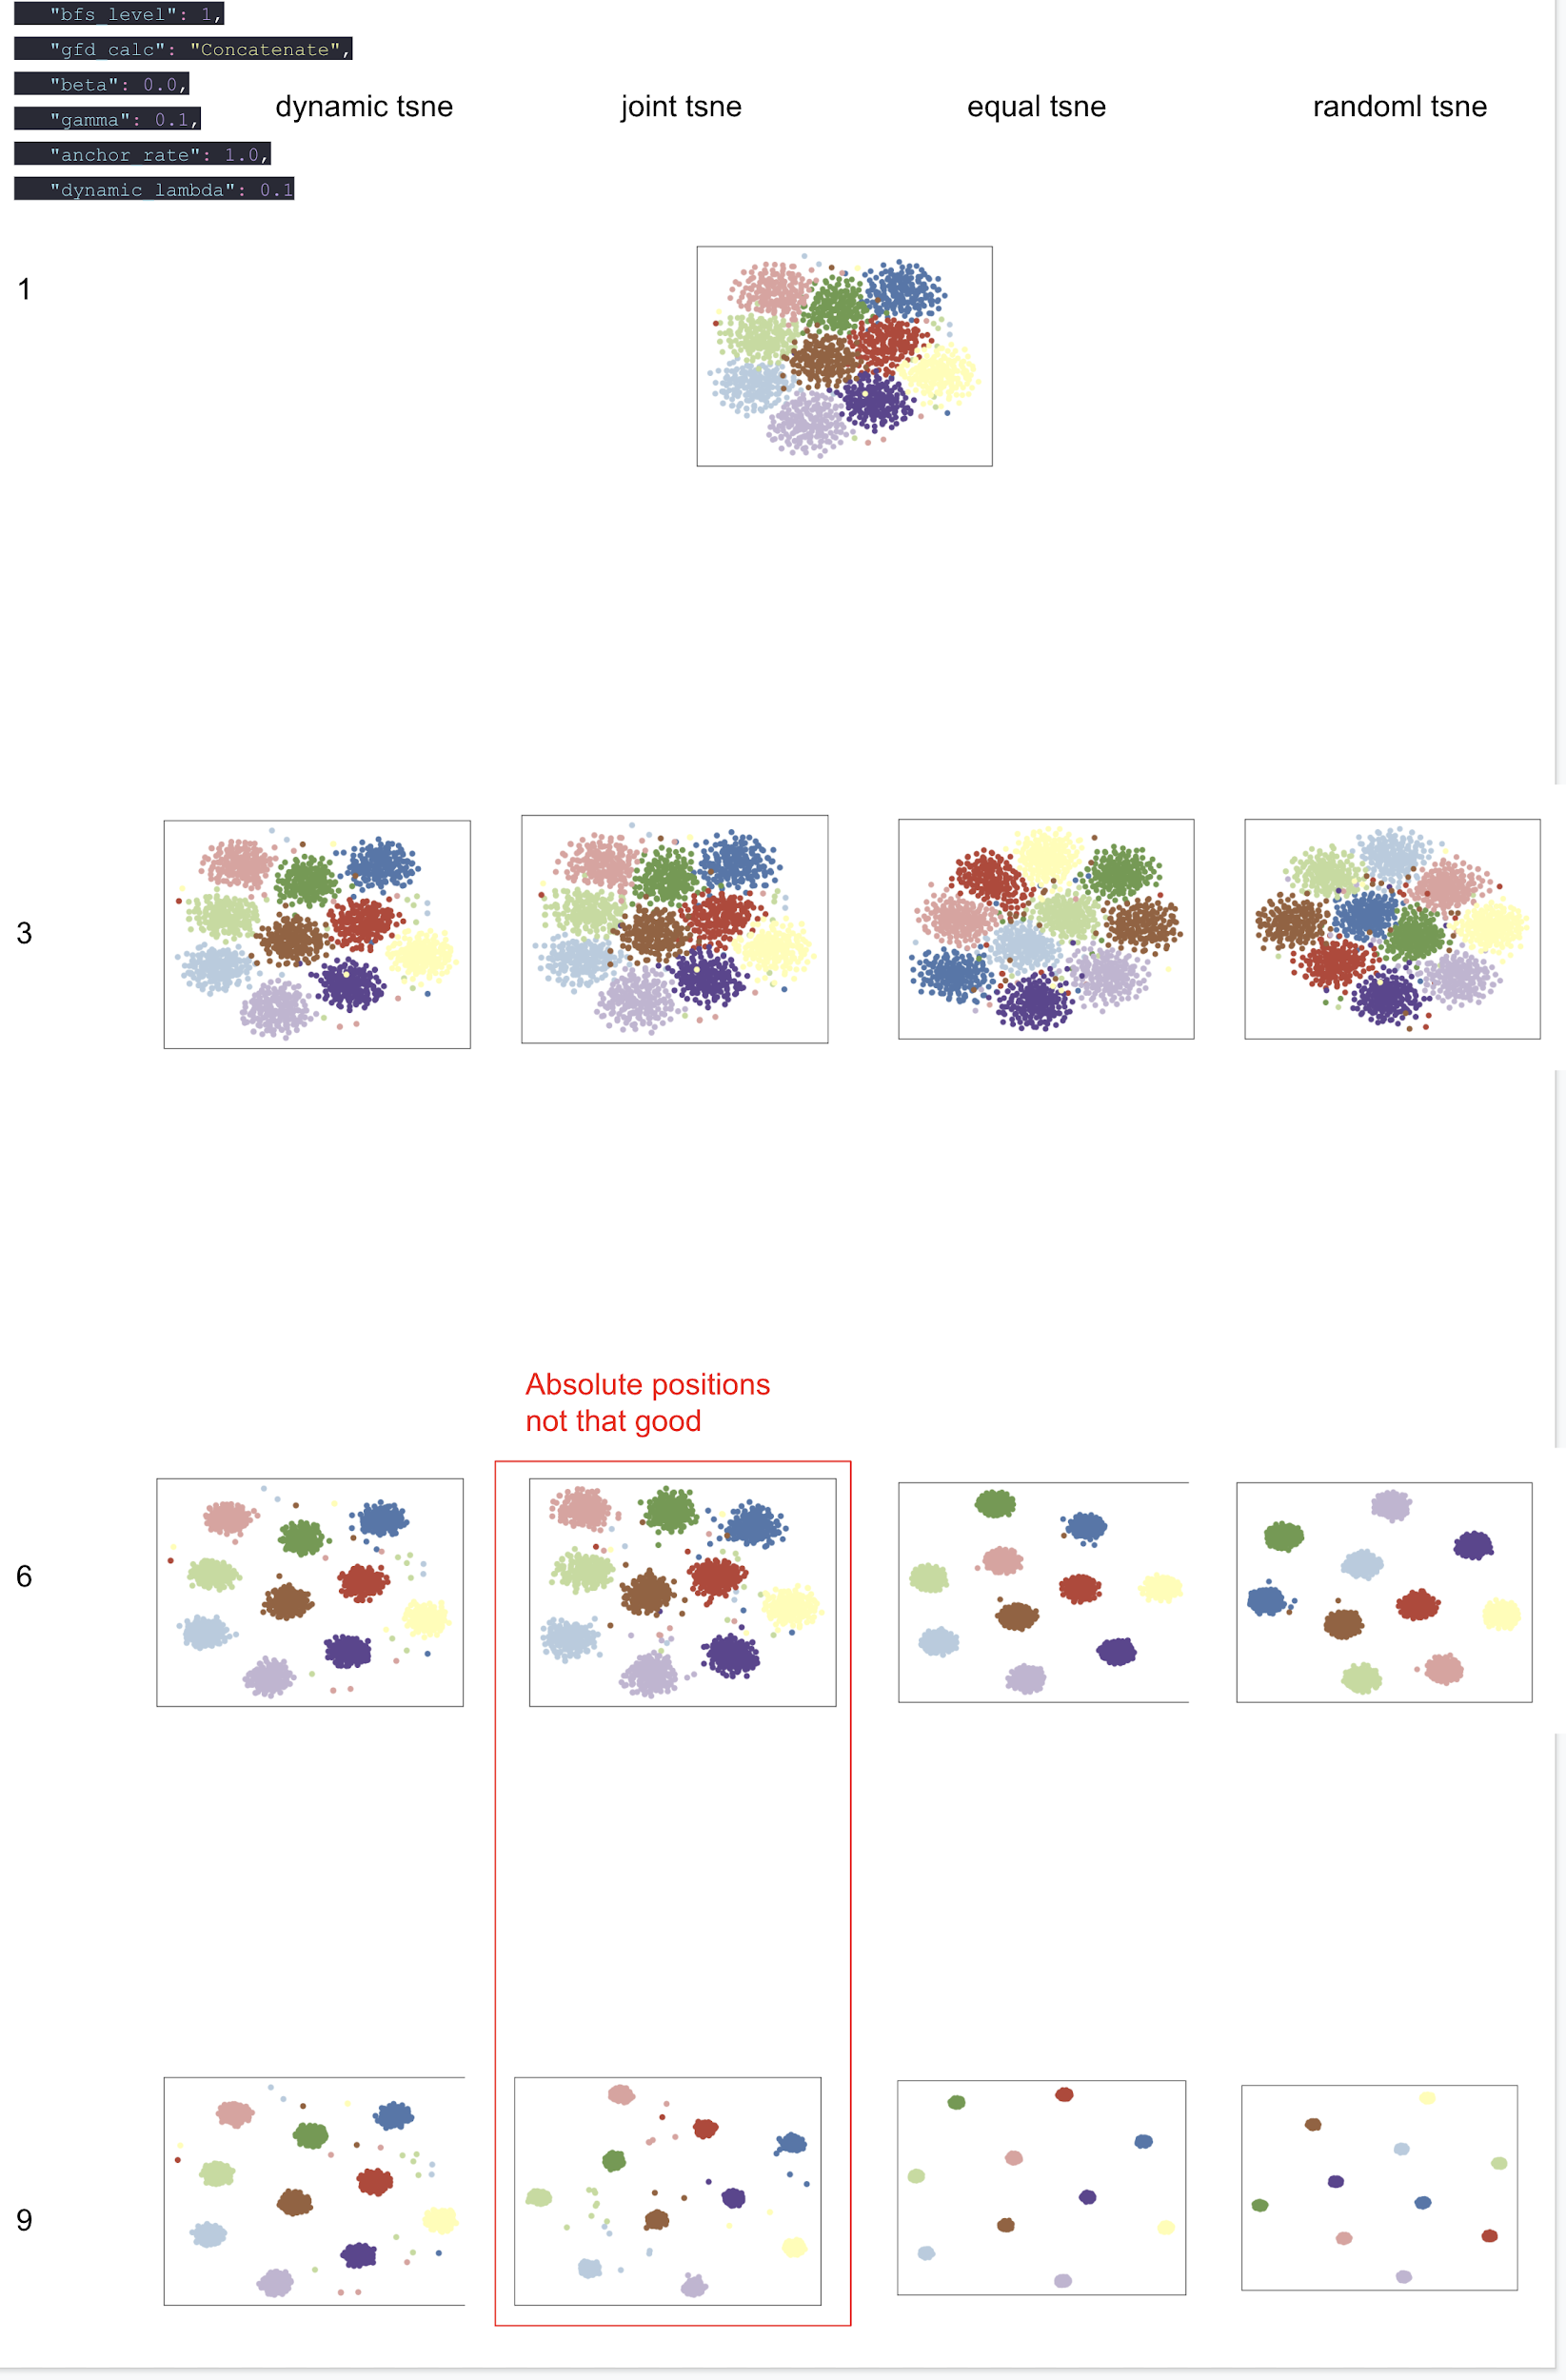 "bfs_level": 1,
"gfd_calc": "Concatenate",
"beta": 0.0,
"gamma": 0.1,
"anchor_rate": 1.0,
"dynamic_lambda": 0.1
dynamic tsne joint tsne equal tsne randoml tsne
1
3
Absolute positions
not that good
6
9